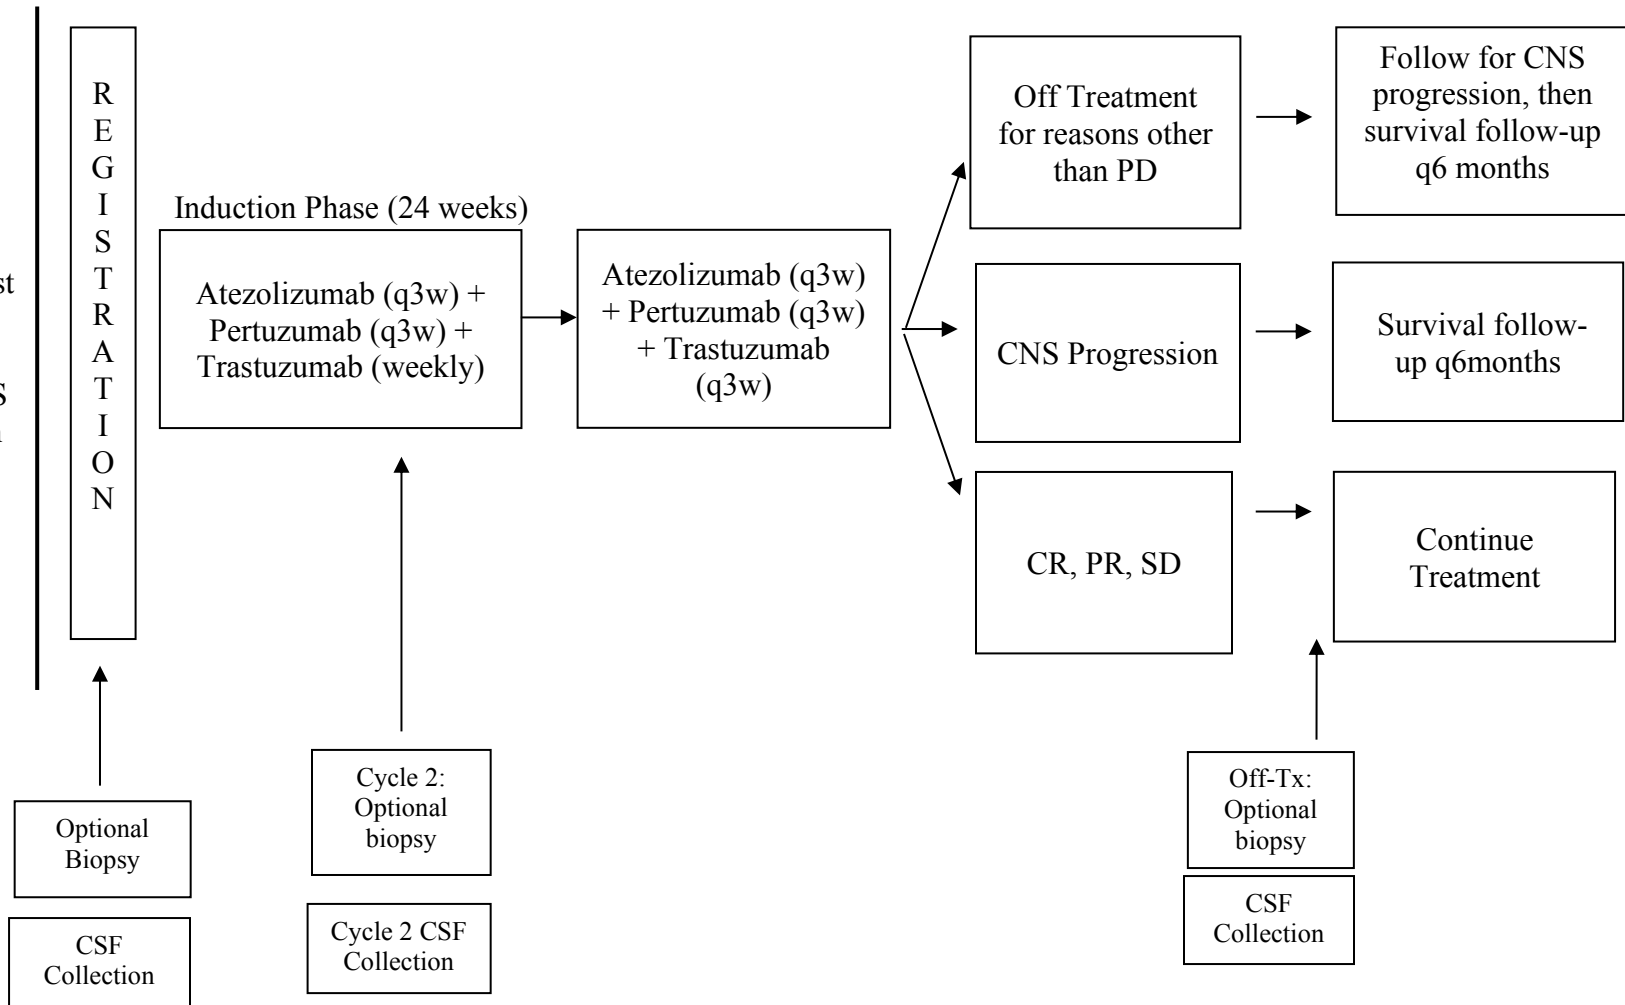 st
S
R
E
G
I
S
T
R
A
T
I
O
N
Induction Phase (24 weeks)
Atezolizumab (q3w) +
Pertuzumab (q3w) +
Trastuzumab (weekly)
Atezolizumab (q3w)
+ Pertuzumab (q3w)
+ Trastuzumab
(q3w)
Off Treatment
for reasons other
than PD
Follow for CNS
progression, then
survival follow-up
q6 months
CNS Progression
Survival follow-
up q6months
CR, PR, SD
Continue
Treatment
Optional
Biopsy
CSF
Collection
Cycle 2:
Optional
biopsy
Cycle 2 CSF
Collection
Off-Tx:
Optional
biopsy
CSF
Collection